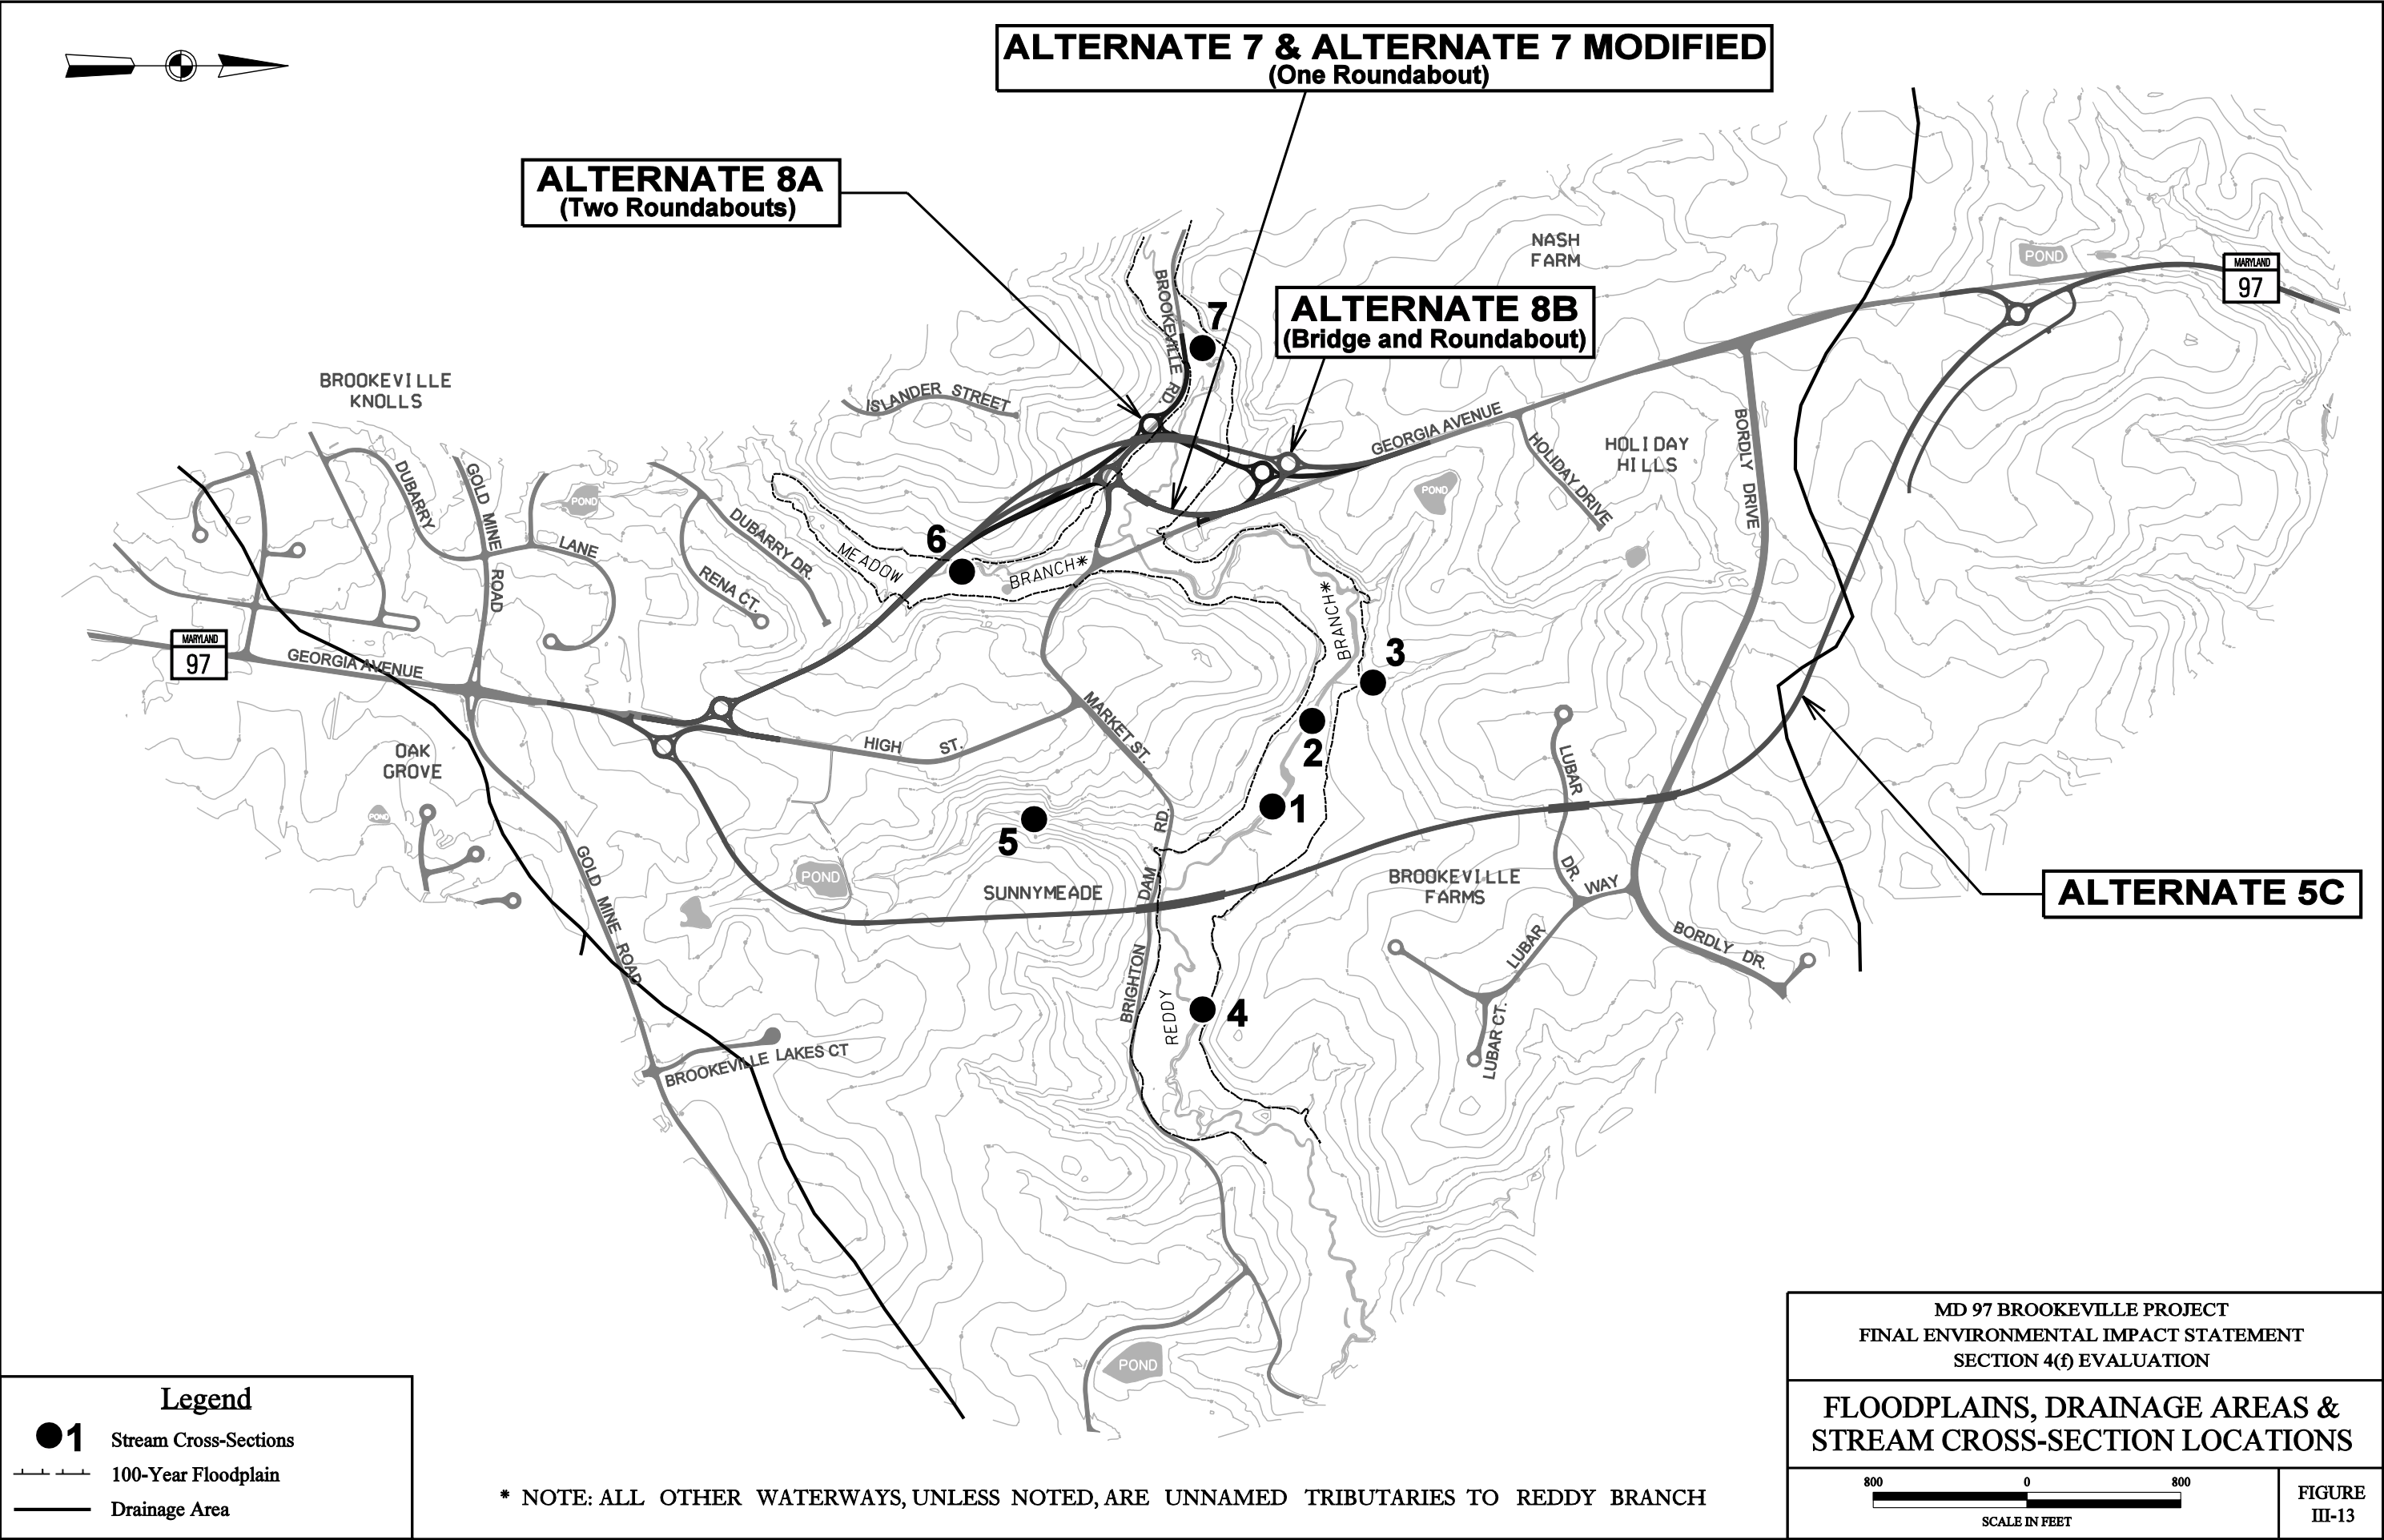 ALTERNATE 7 & ALTERNATE 7 MODIFIED
(One Roundabout)
ALTERNATE 8A
(Two Roundabouts)
ALTERNATE 8B
(Bridge and Roundabout)
NASH
FARM
POND
MARYLAND
97
BROOKEVILLE RD.
7
BROOKEVILLE
KNOLLS
ISLANDER STREET
GEORGIA AVENUE
HOLIDAY DRIVE
HOLIDAY
HILLS
BORDLY DRIVE
DUBARRY
GOLD MINE
ROAD
LANE
POND
DUBARRY DR.
RENA CT.
6
MEADOW
BRANCH*
POND
BRANCH*
3
MARYLAND
97
GEORGIA AVENUE
OAK
GROVE
POND
HIGH ST.
MARKET ST.
2
1
5
LUBAR
DR.
WAY
POND
SUNNYMEADE
DAM
RD.
BROOKEVILLE
FARMS
ALTERNATE 5C
GOLD MINE ROAD
BRIGHTON
REDDY
4
LUBAR
LUBAR CT.
BORDLY DR.
BROOKEVILLE LAKES CT
POND
MD 97 BROOKEVILLE PROJECT
FINAL ENVIRONMENTAL IMPACT STATEMENT
SECTION 4(f) EVALUATION
FLOODPLAINS, DRAINAGE AREAS &
STREAM CROSS-SECTION LOCATIONS
800 0 800
SCALE IN FEET
FIGURE
III-13
Legend
1 Stream Cross-Sections
100-Year Floodplain
Drainage Area
* NOTE: ALL OTHER WATERWAYS, UNLESS NOTED, ARE UNNAMED TRIBUTARIES TO REDDY BRANCH